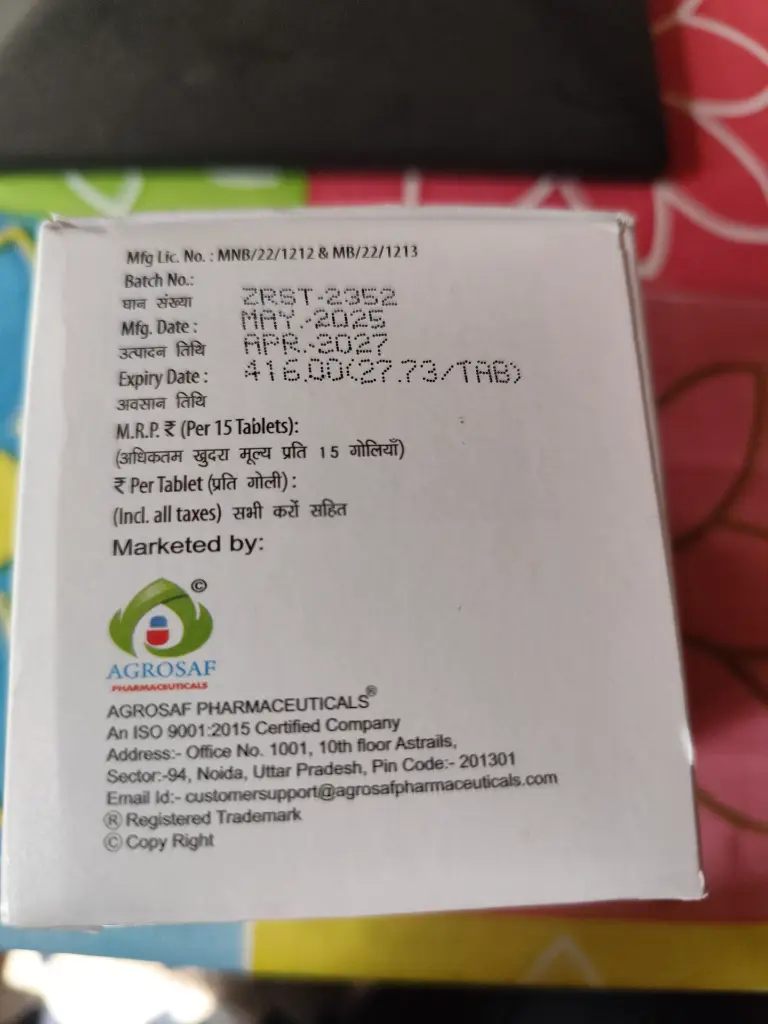 Mfg Lic. No. : MNB/22/1212 & MB/22/1213
Batch No.:
घान संख्या ZRST-2352
Mfg. Date : MAY.-2025
उत्पादन तिथि APR.-2027
Expiry Date : 416.00(27.73/TAB)
अवसान तिथि
M.R.P. ₹ (Per 15 Tablets):
(अधिकतम खुदरा मूल्य प्रति 15 गोलियाँ)
₹ Per Tablet (प्रति गोली) :
(Incl. all taxes) सभी करों सहित
Marketed by:
©
AGROSAF
PHARMACEUTICALS
AGROSAF PHARMACEUTICALS®
An ISO 9001:2015 Certified Company
Address:- Office No. 1001, 10th floor Astrails,
Sector:-94, Noida, Uttar Pradesh, Pin Code:- 201301
Email Id:- customersupport@agrosafpharmaceuticals.com
® Registered Trademark
© Copy Right